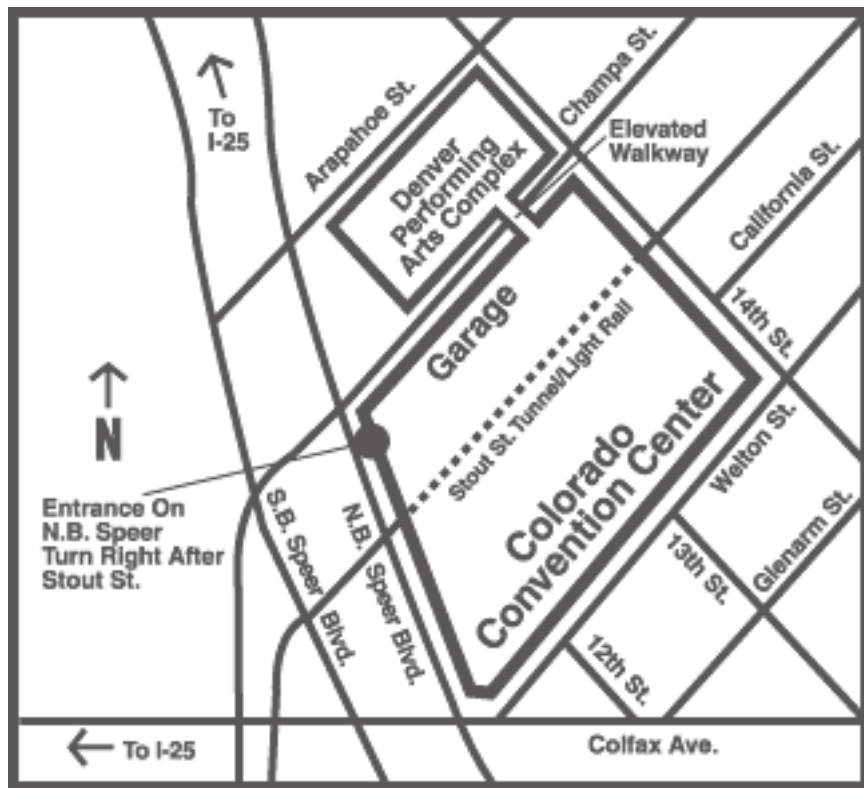 To
I-25
Arapahoe St.
Champa St.
Denver
Performing
Arts Complex
Elevated
Walkway
California St.
14th St.
Garage
Stout St. Tunnel/Light Rail
N
Colorado
Convention Center
Welton St.
Entrance On
N.B. Speer
Turn Right After
Stout St.
S.B. Speer Blvd.
N.B. Speer Blvd.
13th St.
Glenarm St.
12th St.
To I-25
Colfax Ave.